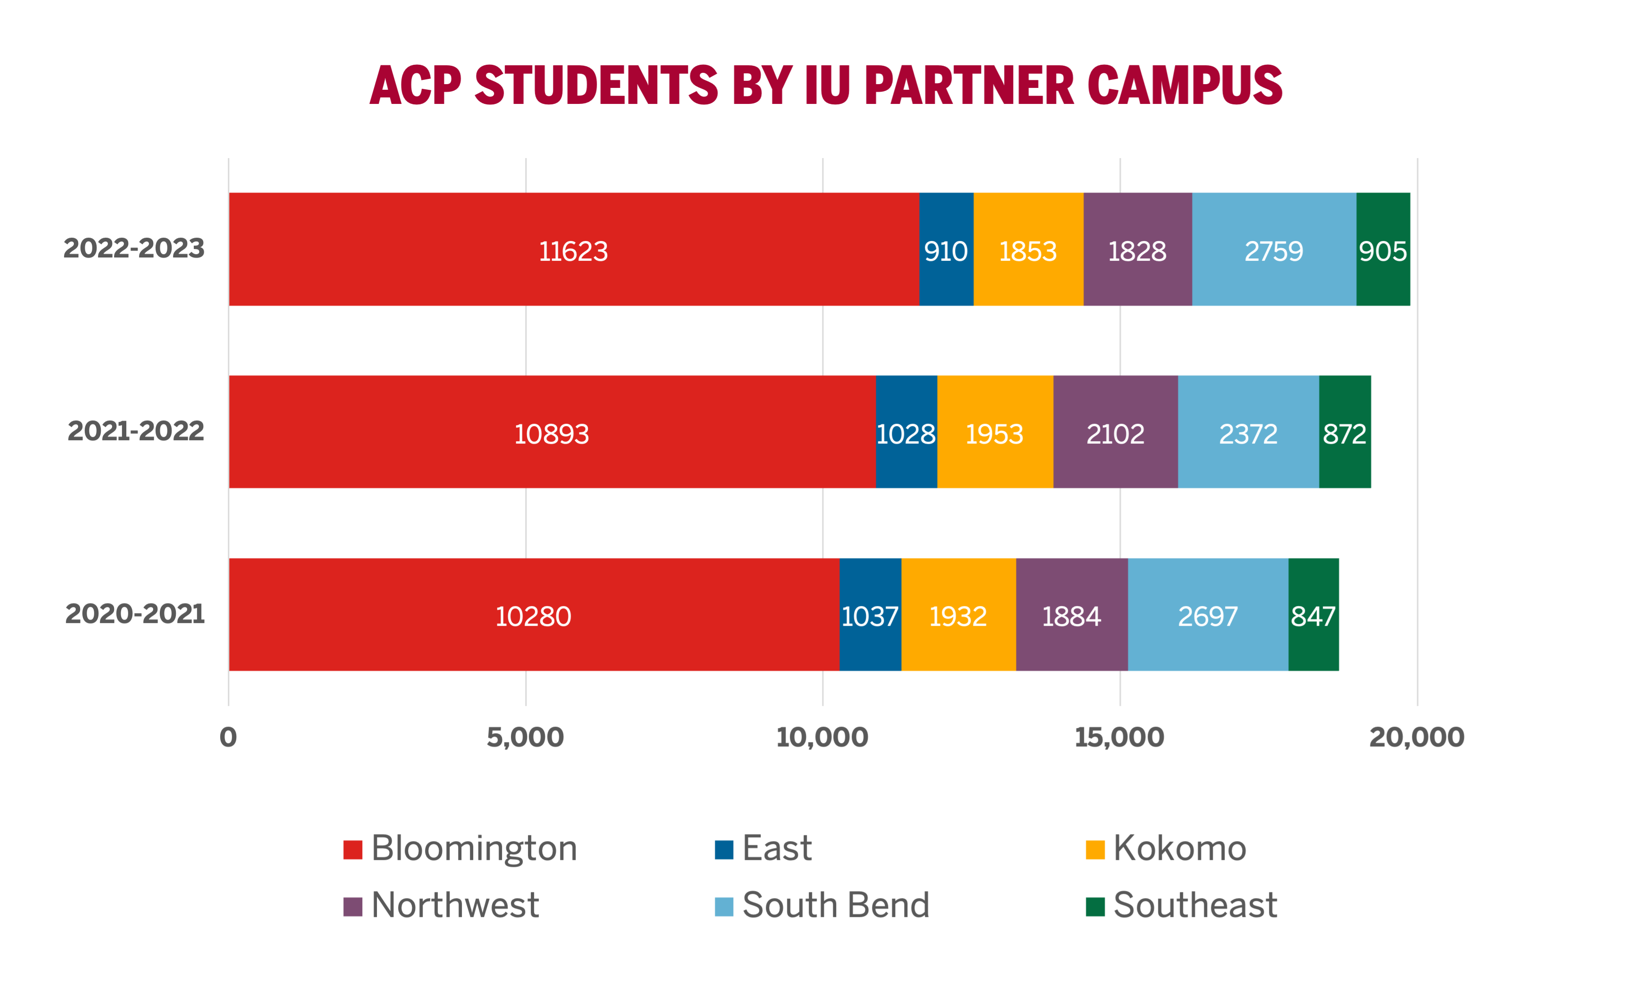 ACP STUDENTS BY IU PARTNER CAMPUS
2022-2023 11623 910 1853 1828 2759 905
2021-2022 10893 1028 1953 2102 2372 872
2020-2021 10280 1037 1932 1884 2697 847
0 5,000 10,000 15,000 20,000
Bloomington East Kokomo
Northwest South Bend Southeast